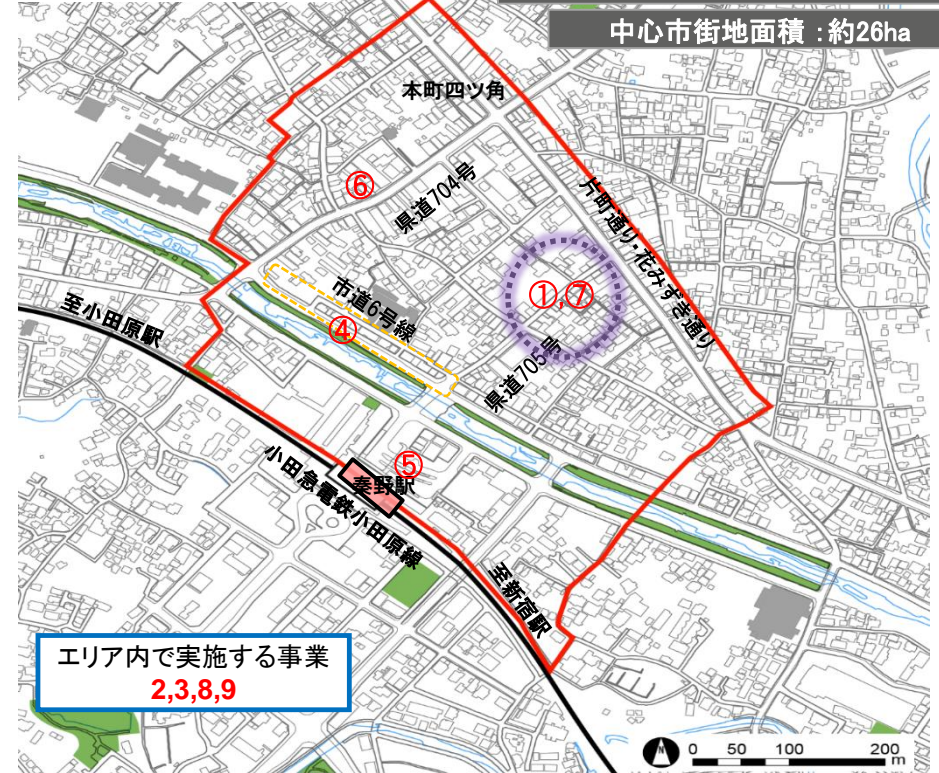 中心市街地面積：約26ha
本町四ツ角
⑥
県道704号
片町通り・花みずき通り
①,⑦
市道6号線
④
至小田原駅
県道705号
⑤
秦野駅
小田急電鉄小田原線
至新宿駅
エリア内で実施する事業
2,3,8,9
N
0 50 100 200
m